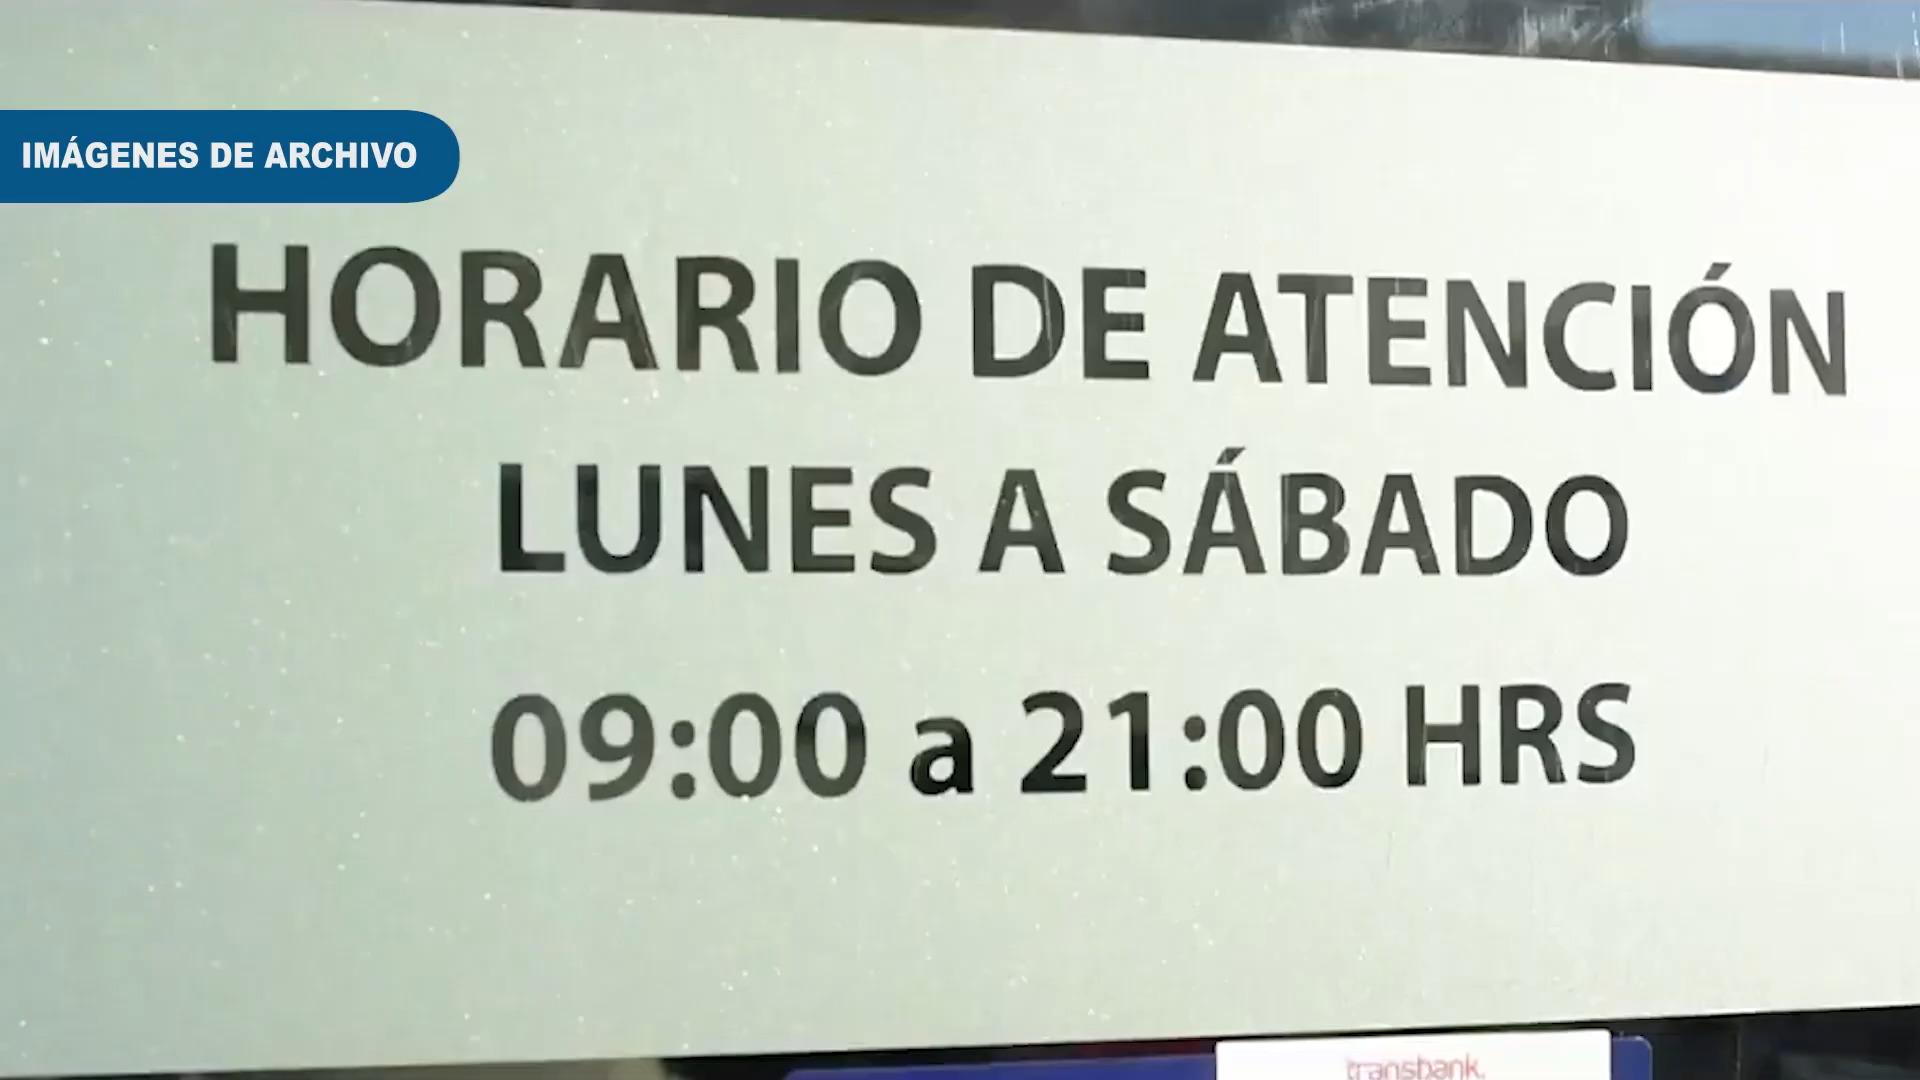 IMÁGENES DE ARCHIVO
HORARIO DE ATENCIÓN
LUNES A SÁBADO
09:00 a 21:00 HRS
transbank.